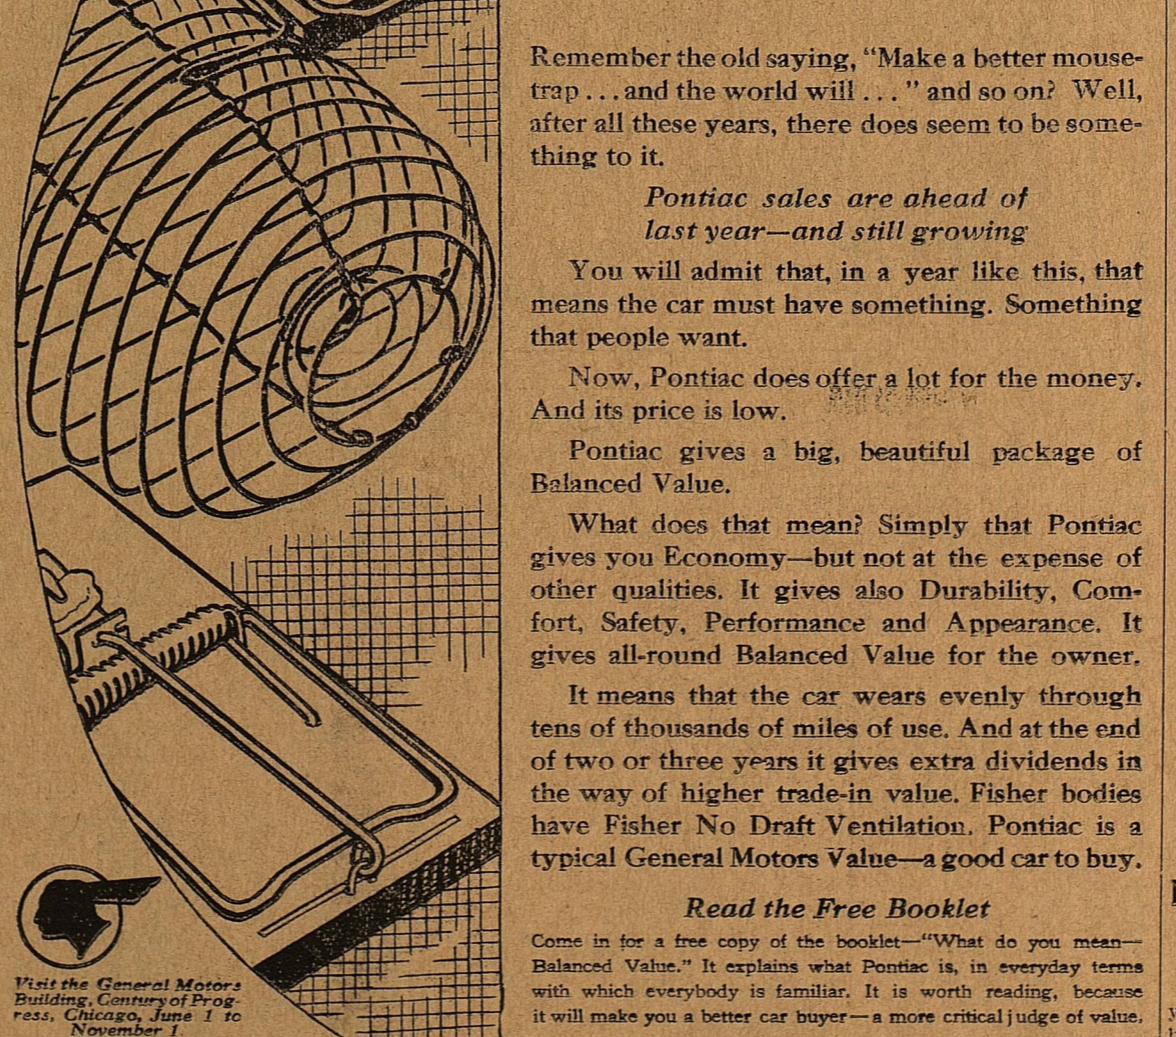 Remember the old saying, “Make a better mouse-
trap . . . and the world will . . . ” and so on? Well,
after all these years, there does seem to be some-
thing to it.
Pontiac sales are ahead of
last year—and still growing
You will admit that, in a year like this, that
means the car must have something. Something
that people want.
Now, Pontiac does offer a lot for the money.
And its price is low.
Pontiac gives a big, beautiful package of
Balanced Value.
What does that mean? Simply that Pontiac
gives you Economy—but not at the expense of
other qualities. It gives also Durability, Com-
fort, Safety, Performance and Appearance. It
gives all-round Balanced Value for the owner.
It means that the car wears evenly through
tens of thousands of miles of use. And at the end
of two or three years it gives extra dividends in
the way of higher trade-in value. Fisher bodies
have Fisher No Draft Ventilation. Pontiac is a
typical General Motors Value—a good car to buy.
Read the Free Booklet
Come in for a free copy of the booklet—“What do you mean—
Balanced Value.” It explains what Pontiac is, in everyday terms
with which everybody is familiar. It is worth reading, because
it will make you a better car buyer—a more critical judge of value,
Visit the General Motors
Building, Century of Prog-
ress, Chicago, June 1 to
November 1.